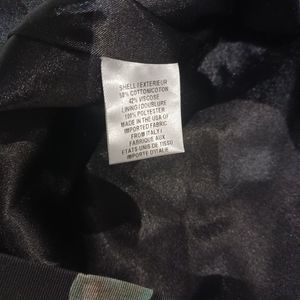 SHELL / EXTERIEUR
58% COTTON/COTON
42% VISCOSE
LINING / DOUBLURE
100% POLYESTER
MADE IN THE USA OF
IMPORTED FABRIC
FROM ITALY /
FABRIQUE AUX
ETATS-UNIS DE TISSU
IMPORTE D'ITALIE